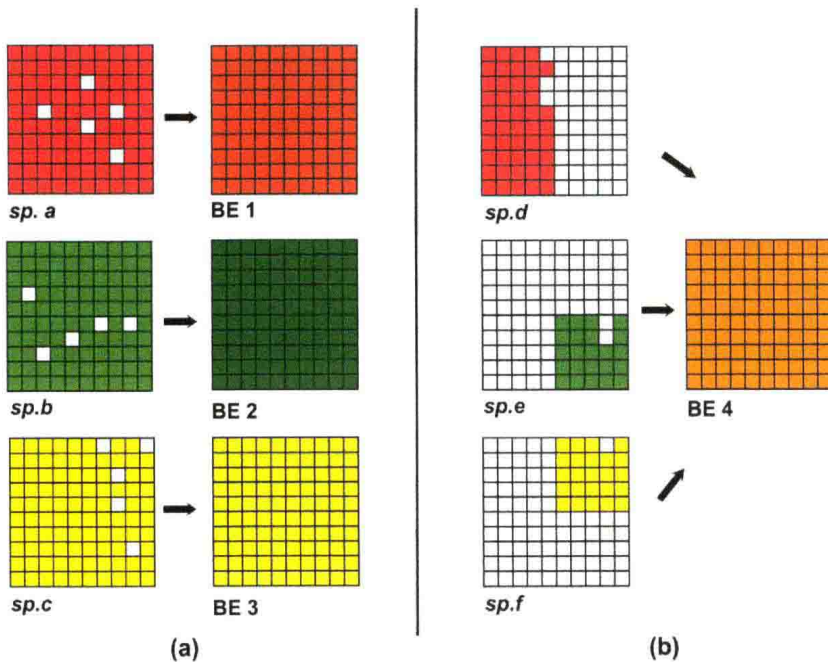 sp. a
BE 1
sp.b
BE 2
sp.c
BE 3
(a)
sp.d
sp.e
BE 4
sp.f
(b)